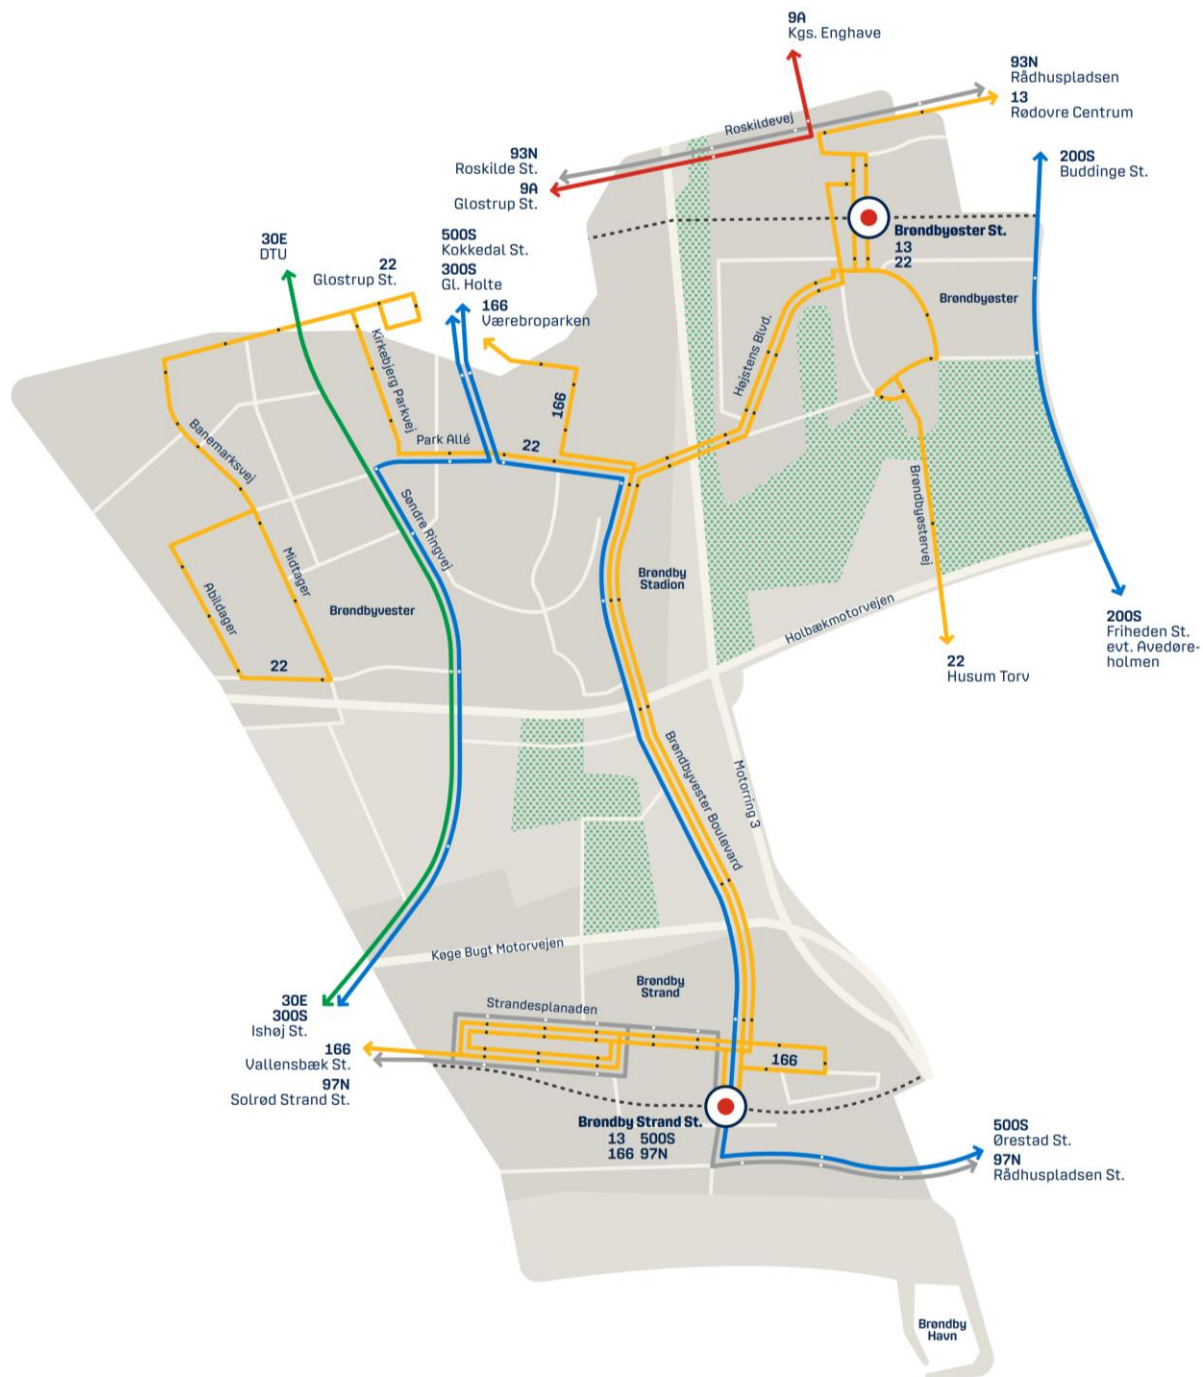 9A
Kgs. Enghave
93N
Rådhuspladsen
13
Rødovre Centrum
Roskildevej
93N
Roskilde St.
9A
Glostrup St.
200S
Buddinge St.
Brøndbyøster St.
13
22
30E
DTU
22
Glostrup St.
500S
Kokkedal St.
300S
Gl. Holte
166
Værebroparken
Brøndbyøster
Højstens Blvd.
Kirkebjerg Parkvej
166
Park Allé
22
Banemarksvej
Søndre Ringvej
Brøndbyøstervej
Midtager
Abildager
Brøndbyvester
Brøndby
Stadion
Holbækmotorvejen
22
200S
Friheden St.
evt. Avedøre-
holmen
22
Husum Torv
Brøndbyvester Boulevard
Motorring 3
Køge Bugt Motorvejen
Brøndby
Strand
Strandesplanaden
30E
300S
Ishøj St.
166
Vallensbæk St.
97N
Solrød Strand St.
166
Brøndby Strand St.
13 500S
166 97N
500S
Ørestad St.
97N
Rådhuspladsen St.
Brøndby
Havn